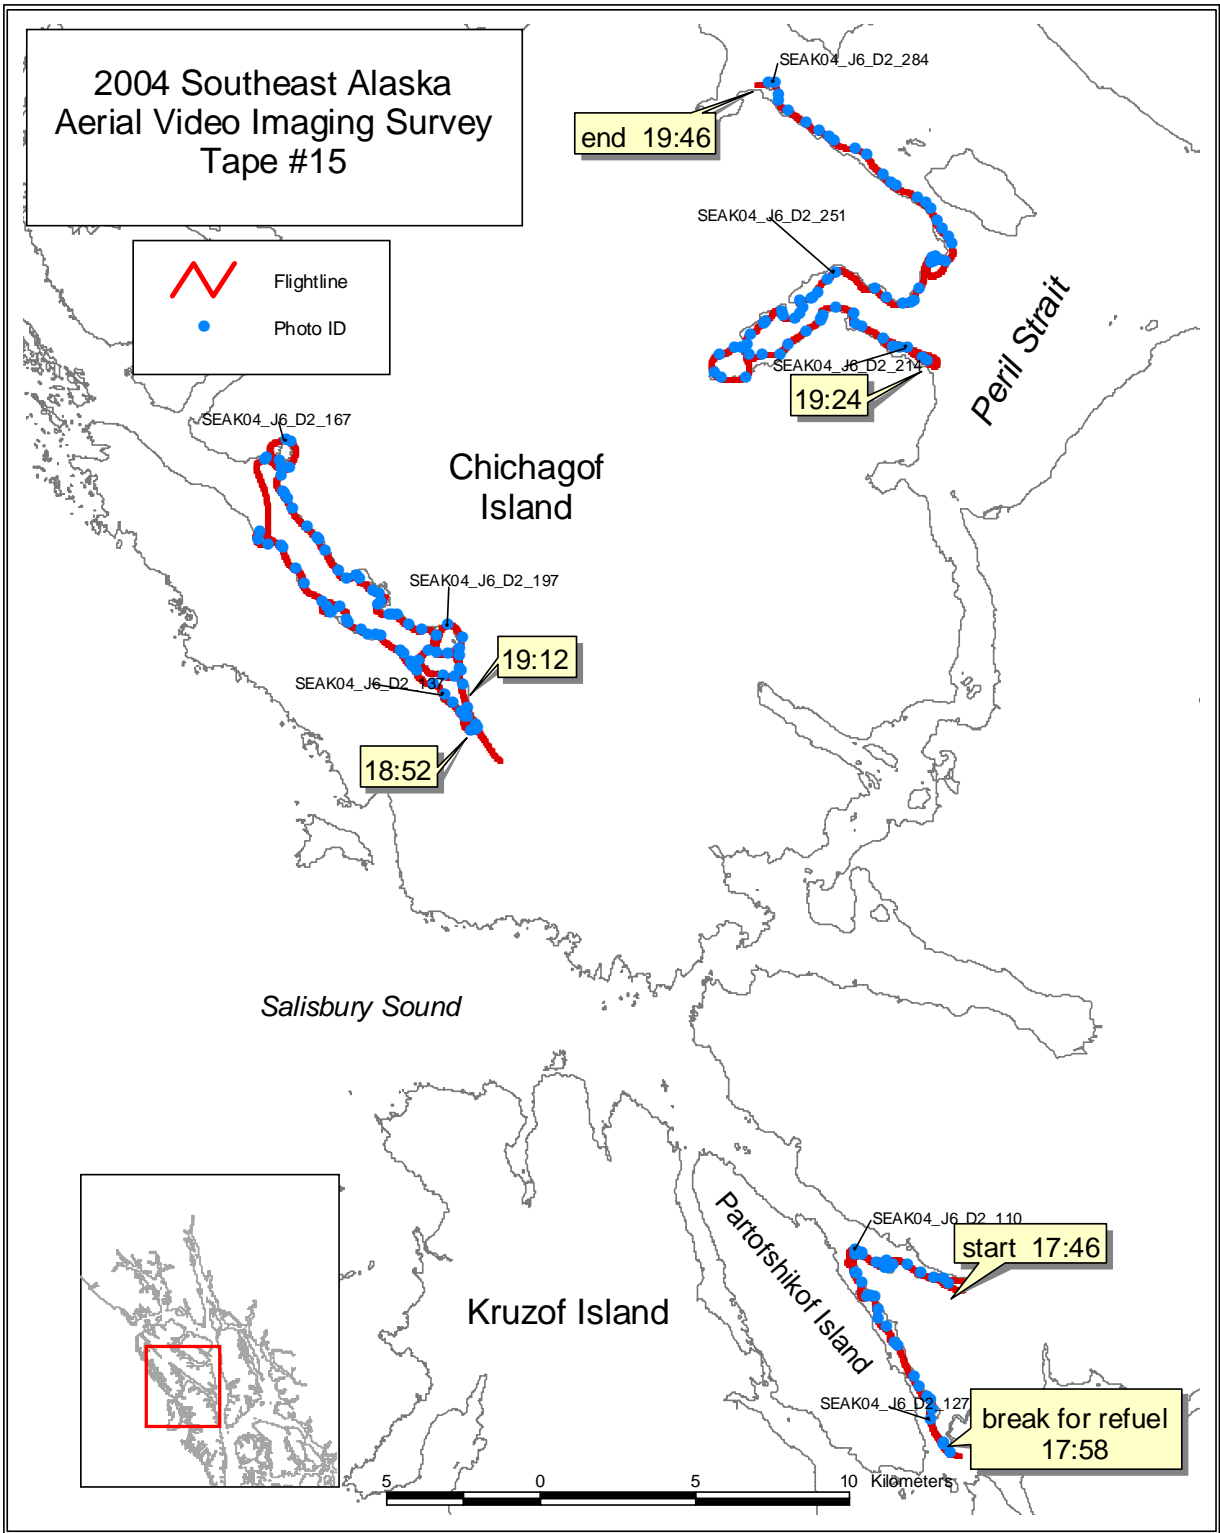 2004 Southeast Alaska
Aerial Video Imaging Survey
Tape #15
Flightline
Photo ID
SEAK04_J6_D2_284
end 19:46
SEAK04_J6_D2_251
Peril Strait
SEAK04_J6_D2_214
19:24
SEAK04_J6_D2_167
Chichagof
Island
SEAK04_J6_D2_197
19:12
SEAK04_J6_D2_137
18:52
Salisbury Sound
Partofshikof Island
SEAK04_J6_D2_110
start 17:46
Kruzof Island
SEAK04_J6_D2_127
break for refuel
17:58
5 0 5 10 Kilometers